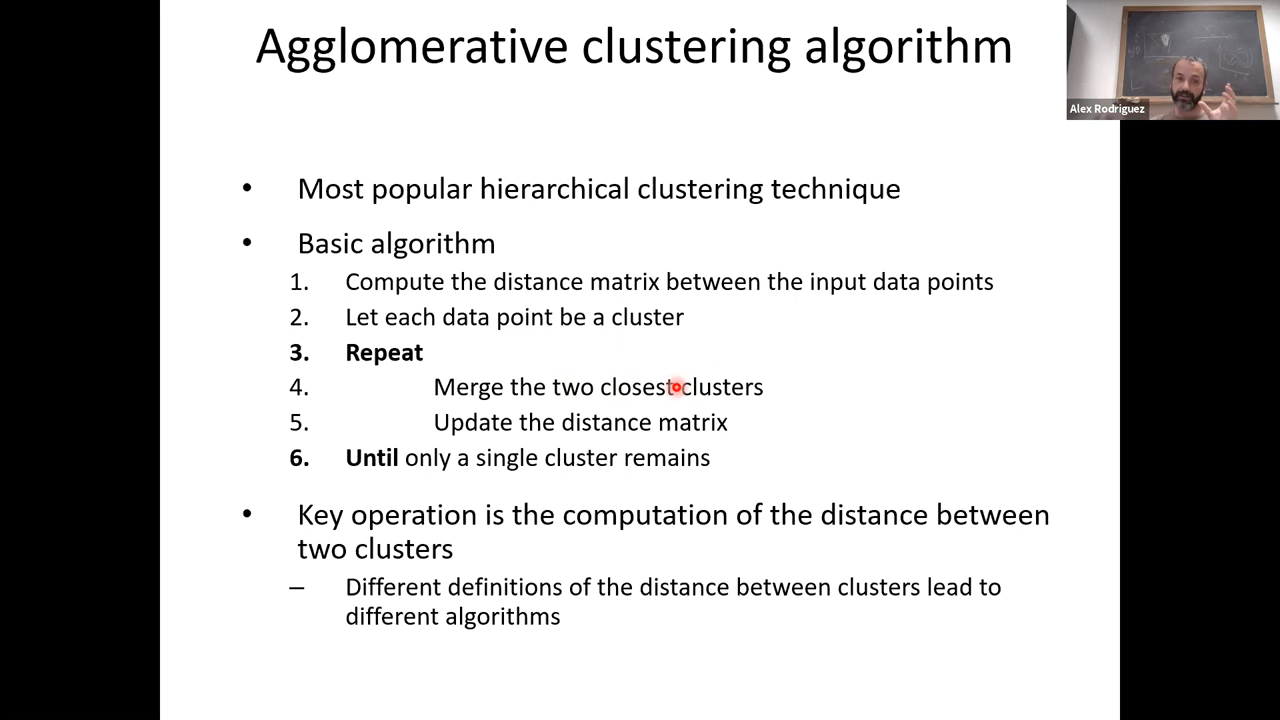 Agglomerative clustering algorithm
Alex Rodriguez
• Most popular hierarchical clustering technique
• Basic algorithm
1. Compute the distance matrix between the input data points
2. Let each data point be a cluster
3. Repeat
4. Merge the two closest clusters
5. Update the distance matrix
6. Until only a single cluster remains
• Key operation is the computation of the distance between
two clusters
– Different definitions of the distance between clusters lead to
different algorithms